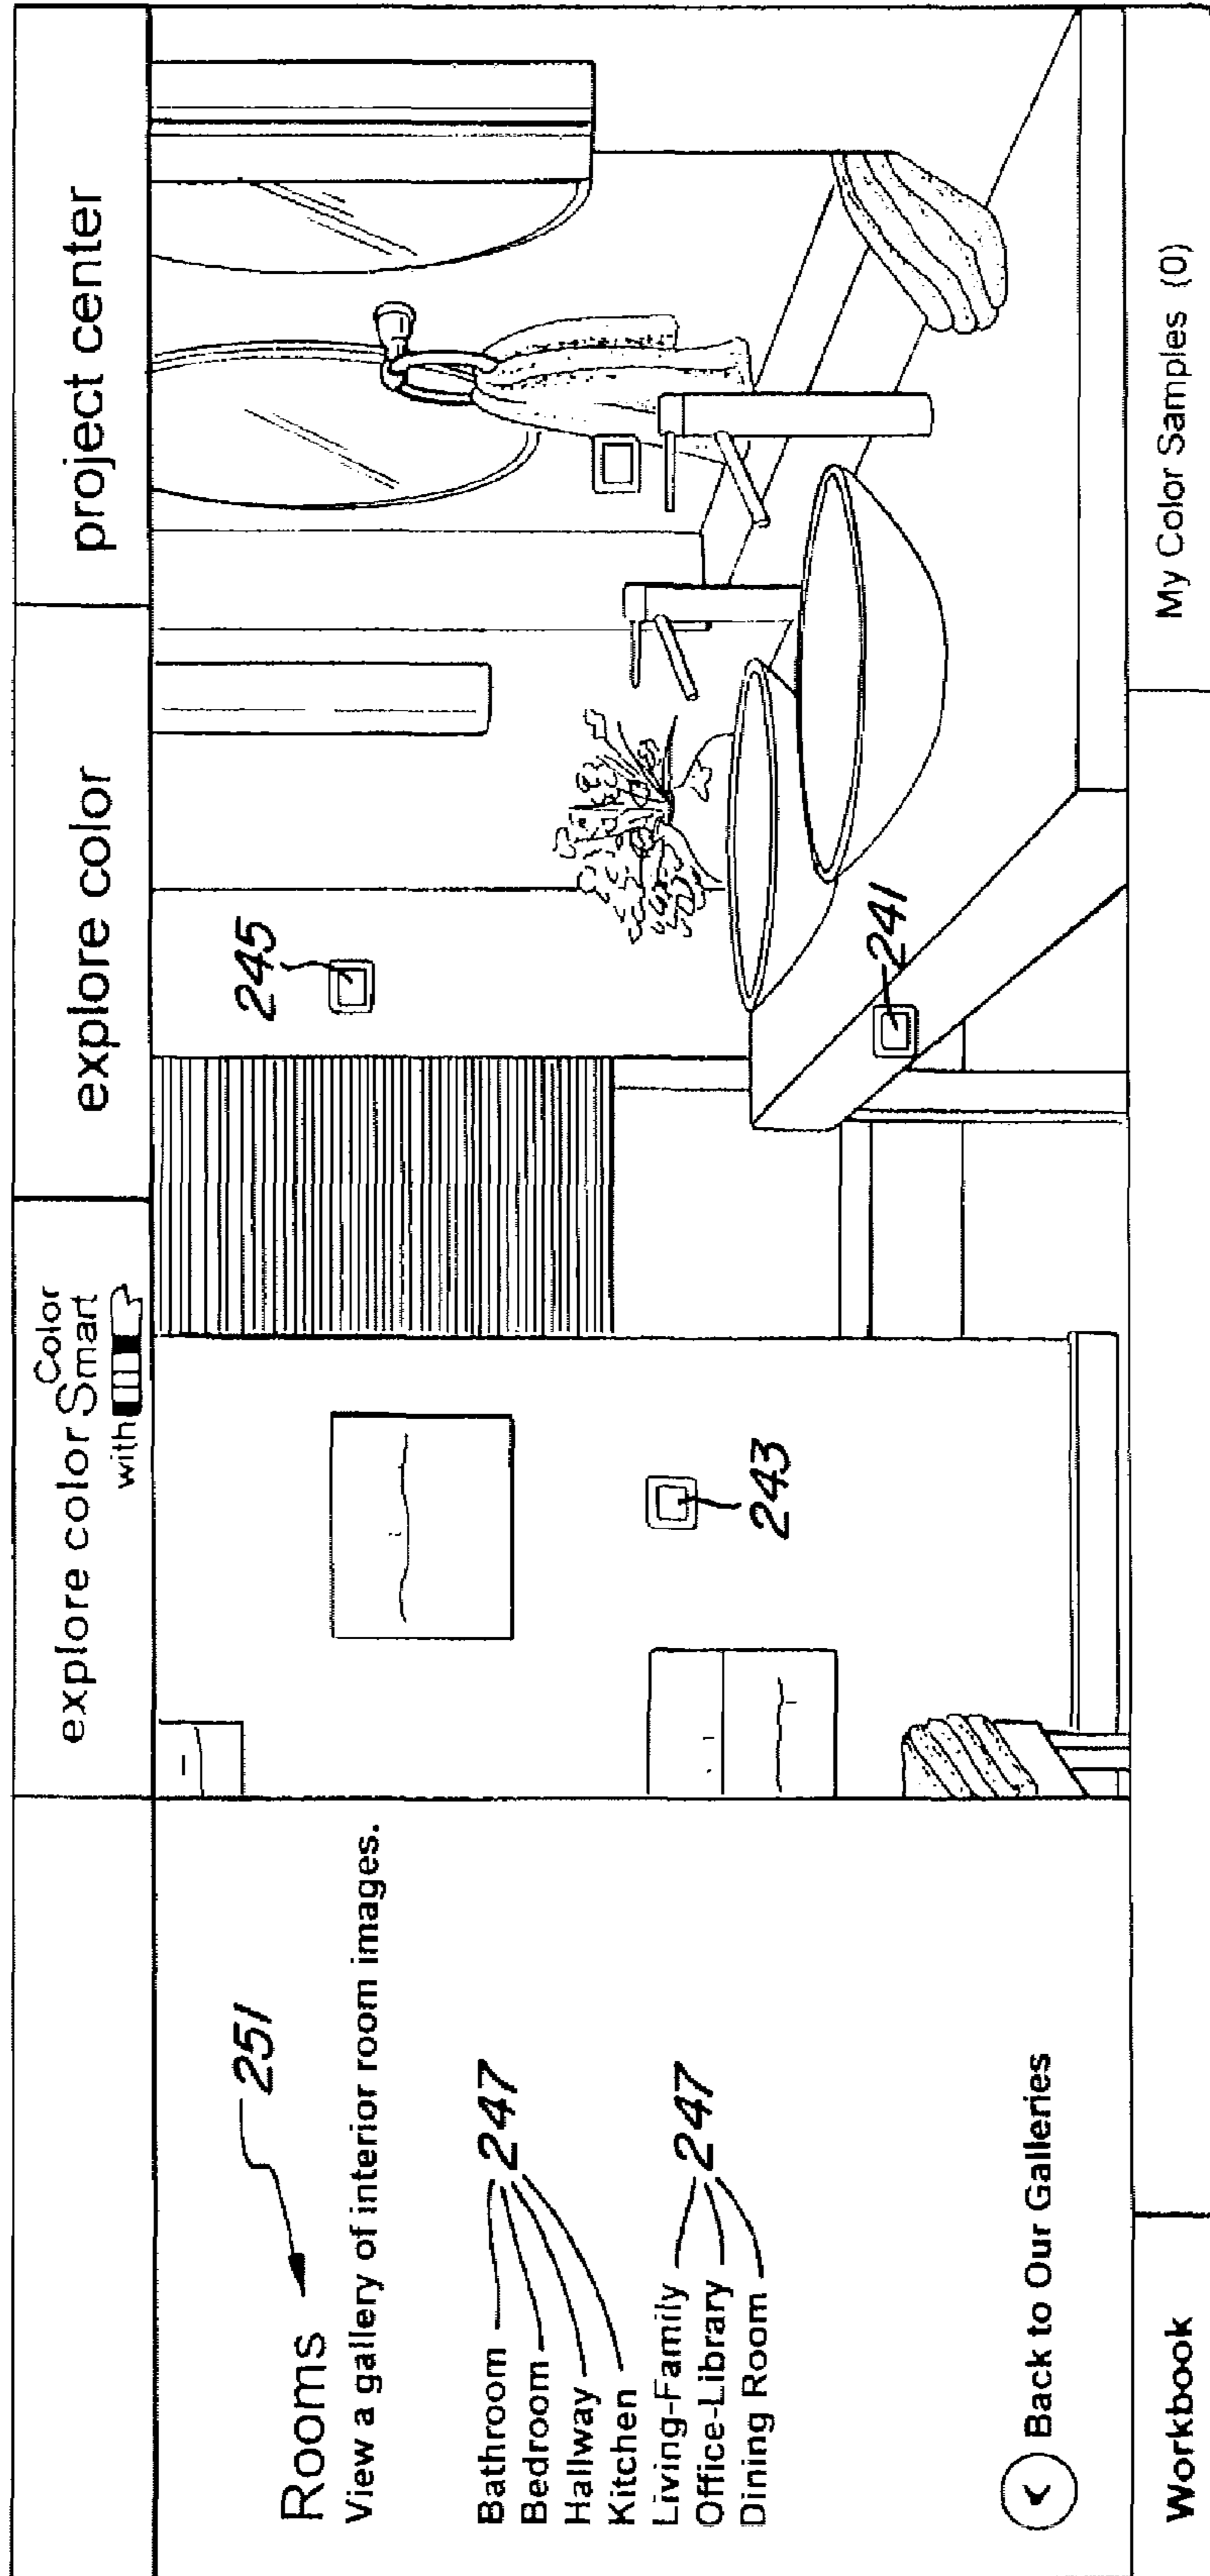 explore color Color Smart
with
explore color
project center
Rooms
251
View a gallery of interior room images.
Bathroom
Bedroom
247
Hallway
Kitchen
Living-Family
Office-Library
247
Dining Room
Back to Our Galleries
245
243
241
Workbook
My Color Samples (0)